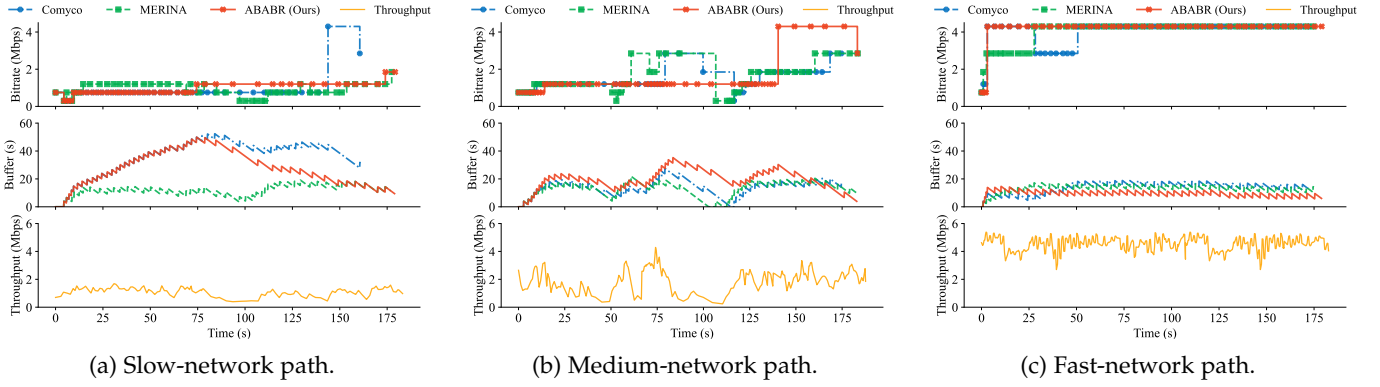 Comyco MERINA ABABR (Ours) Throughput
Bitrate (Mbps)
4
2
0
Buffer (s)
60
40
20
0
Throughput (Mbps)
6
4
2
0
0 25 50 75 100 125 150 175
Time (s)
(a) Slow-network path.
Comyco MERINA ABABR (Ours) Throughput
Bitrate (Mbps)
4
2
0
Buffer (s)
60
40
20
0
Throughput (Mbps)
6
4
2
0
0 25 50 75 100 125 150 175
Time (s)
(b) Medium-network path.
Comyco MERINA ABABR (Ours) Throughput
Bitrate (Mbps)
4
2
0
Buffer (s)
60
40
20
0
Throughput (Mbps)
6
4
2
0
0 25 50 75 100 125 150 175
Time (s)
(c) Fast-network path.